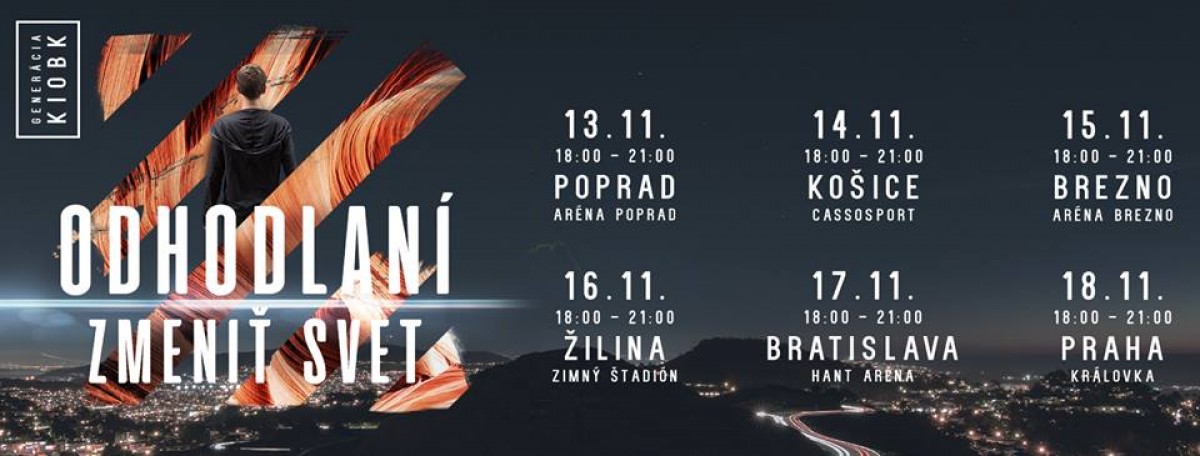 GENERÁCIA
KIOBK
ODHODLANÍ
ZMENIŤ SVET
13.11.
18:00 – 21:00
POPRAD
ARÉNA POPRAD
14.11.
18:00 – 21:00
KOŠICE
CASSOSPORT
15.11.
18:00 – 21:00
BREZNO
ARÉNA BREZNO
16.11.
18:00 – 21:00
ŽILINA
ZIMNÝ ŠTADIÓN
17.11.
18:00 – 21:00
BRATISLAVA
HANT ARÉNA
18.11.
18:00 – 21:00
PRAHA
KRÁLOVKA